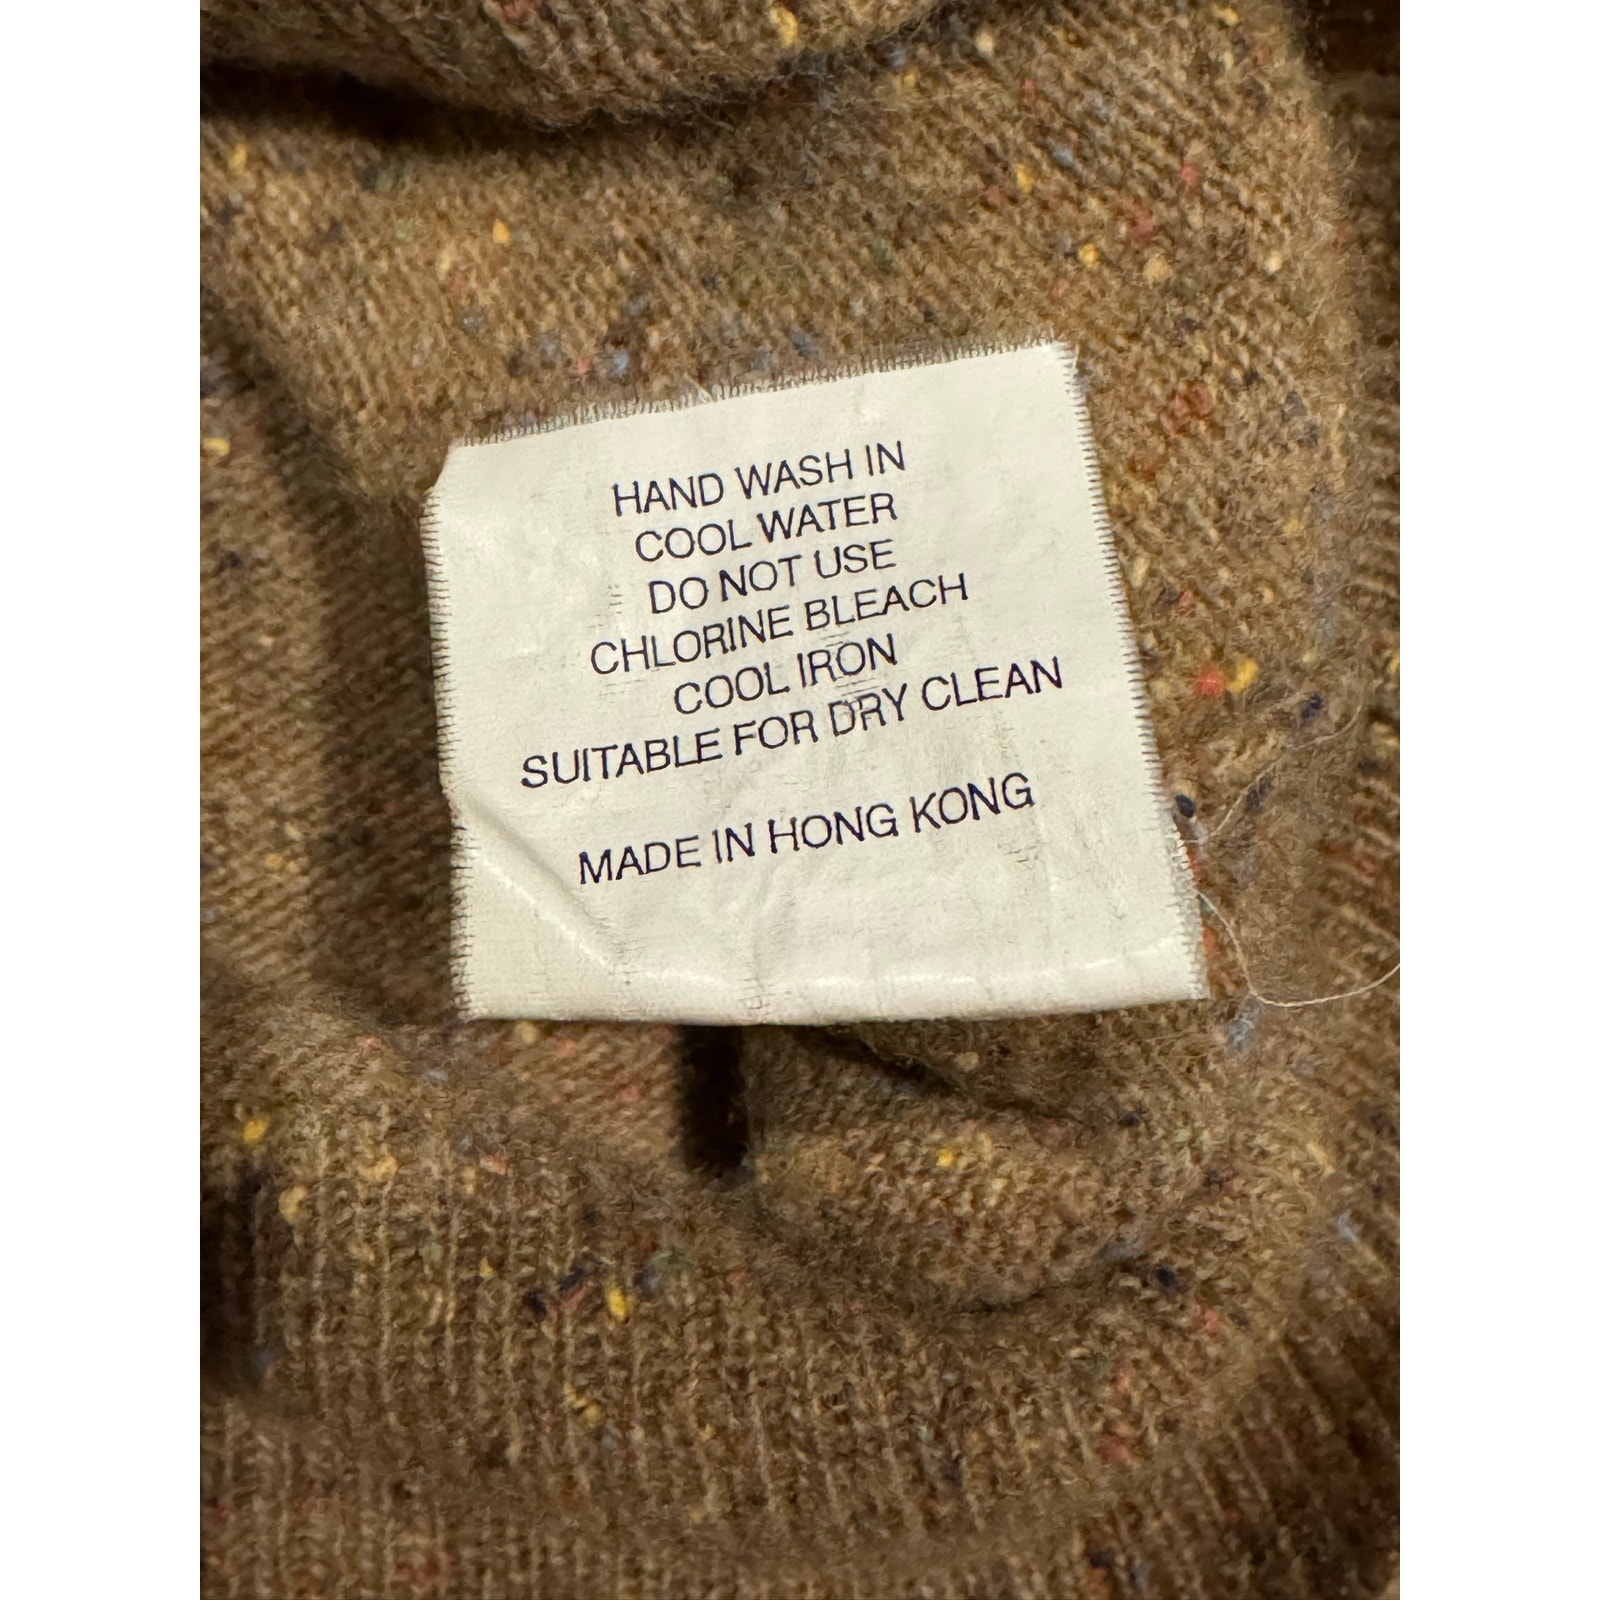 HAND WASH IN
COOL WATER
DO NOT USE
CHLORINE BLEACH
COOL IRON
SUITABLE FOR DRY CLEAN
MADE IN HONG KONG